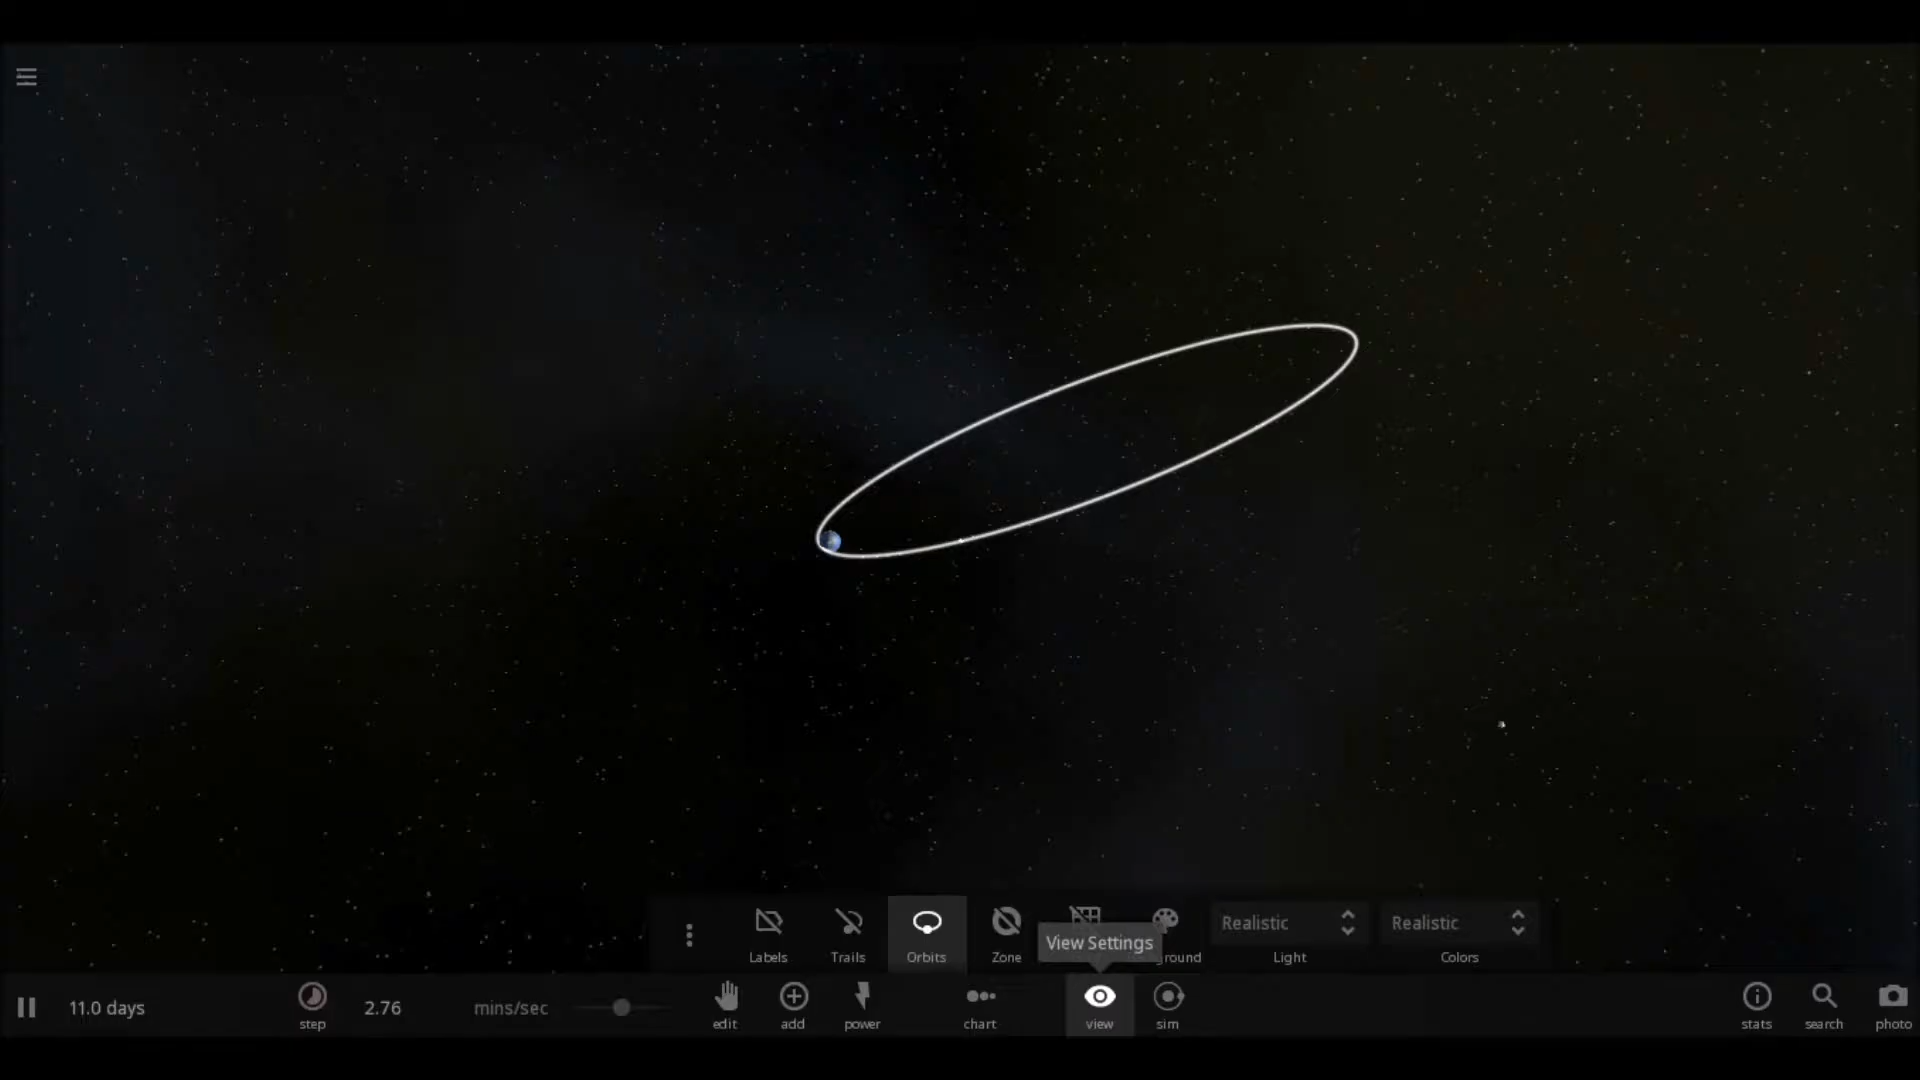 Labels
Trails
Orbits
Zone
View Settings
ground
Realistic
Light
Realistic
Colors
11.0 days
step
2.76
mins/sec
edit
add
power
chart
view
sim
stats
search
photo